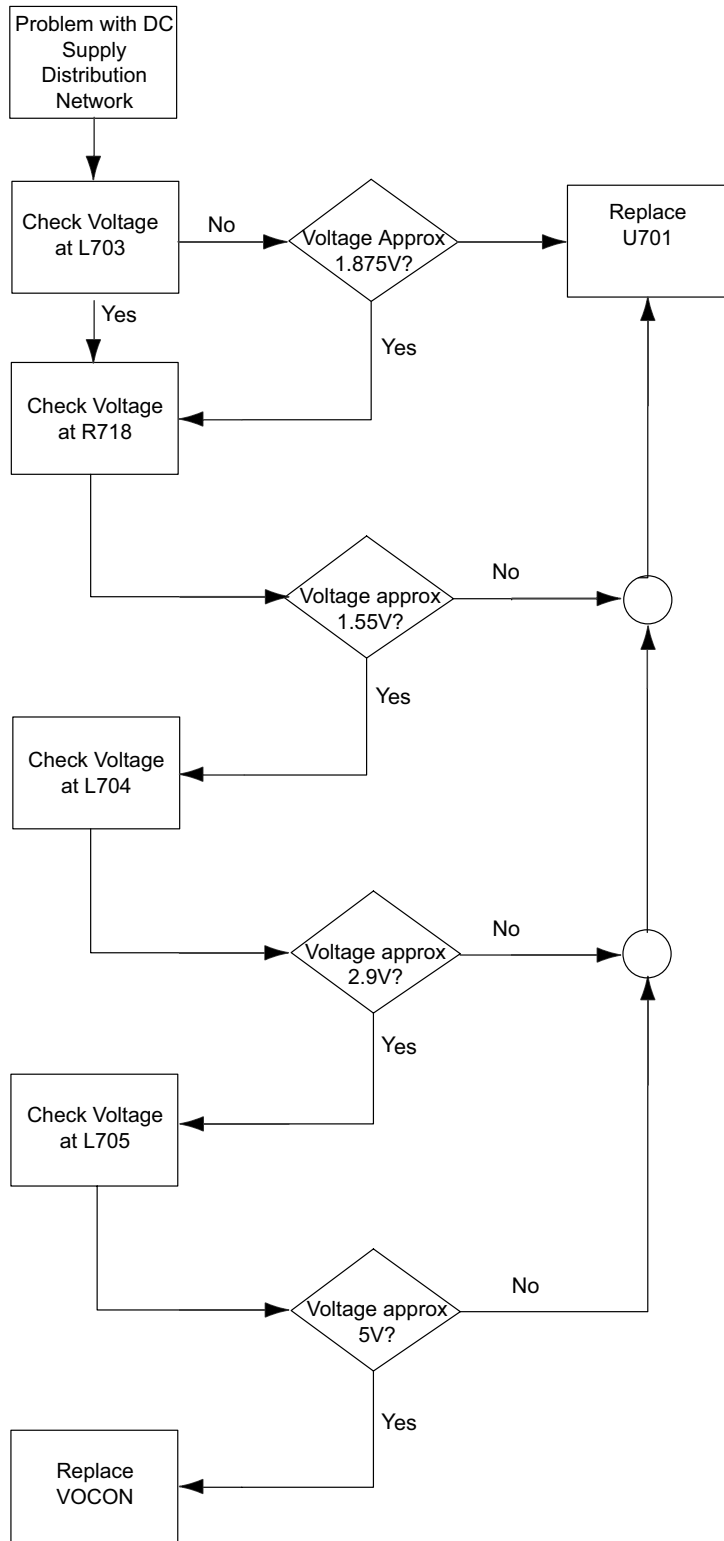 Problem with DC
Supply
Distribution
Network
Check Voltage
at L703
No
Voltage Approx
1.875V?
Replace
U701
Yes
Yes
Check Voltage
at R718
Voltage approx
1.55V?
No
Yes
Check Voltage
at L704
Voltage approx
2.9V?
No
Yes
Check Voltage
at L705
Voltage approx
5V?
No
Yes
Replace
VOCON